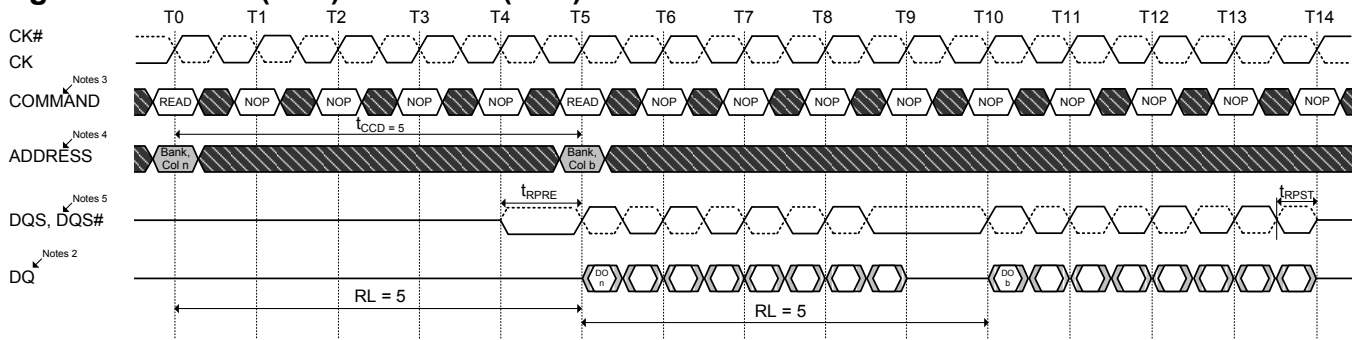 T0 T1 T2 T3 T4 T5 T6 T7 T8 T9 T10 T11 T12 T13 T14
CK#
CK
Notes 3
COMMAND READ NOP NOP NOP NOP READ NOP NOP NOP NOP NOP NOP NOP NOP NOP
tCCD = 5
Notes 4
ADDRESS Bank, Col n Bank, Col b
tRPRE tRPST
Notes 5
DQS, DQS#
Notes 2
DQ DO n DO b
RL = 5
RL = 5